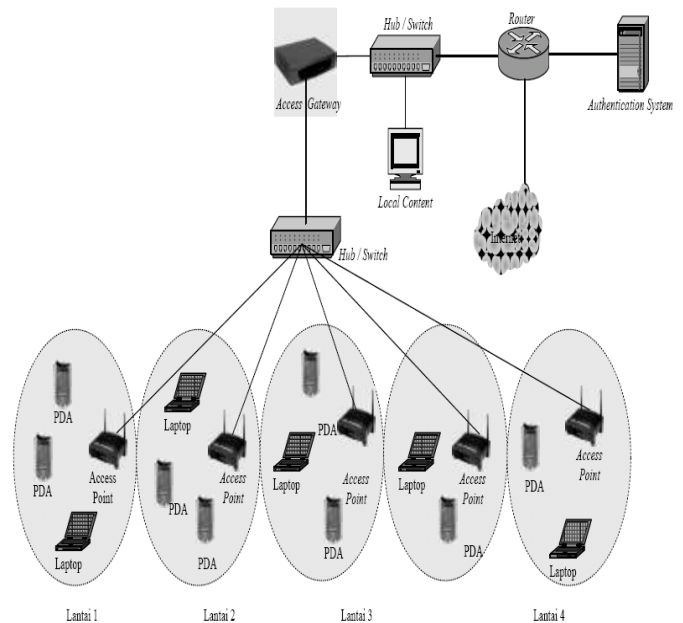 Router
Hub / Switch
Access Gateway
Authentication System
Local Content
Internet
Hub / Switch
PDA
PDA
Access
Point
Laptop
Laptop
PDA
PDA
Access
Point
PDA
Laptop
PDA
Access
Point
Laptop
PDA
Access
Point
PDA
Laptop
Access
Point
Lantai 1
Lantai 2
Lantai 3
Lantai 4